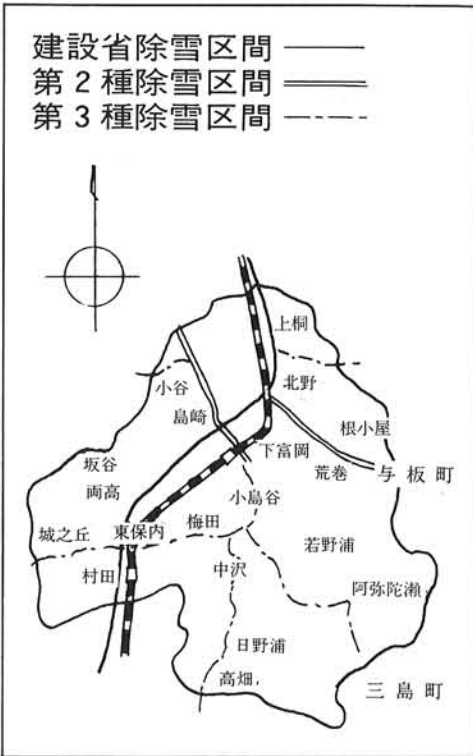 建設省除雪区間
第2種除雪区間
第3種除雪区間
上桐
北野
小谷
島崎
根小屋
下富岡
荒巻
与板町
坂谷
両高
小島谷
城之丘
東保内
梅田
若野浦
村田
中沢
阿弥陀瀬
日野浦
高畑
三島町